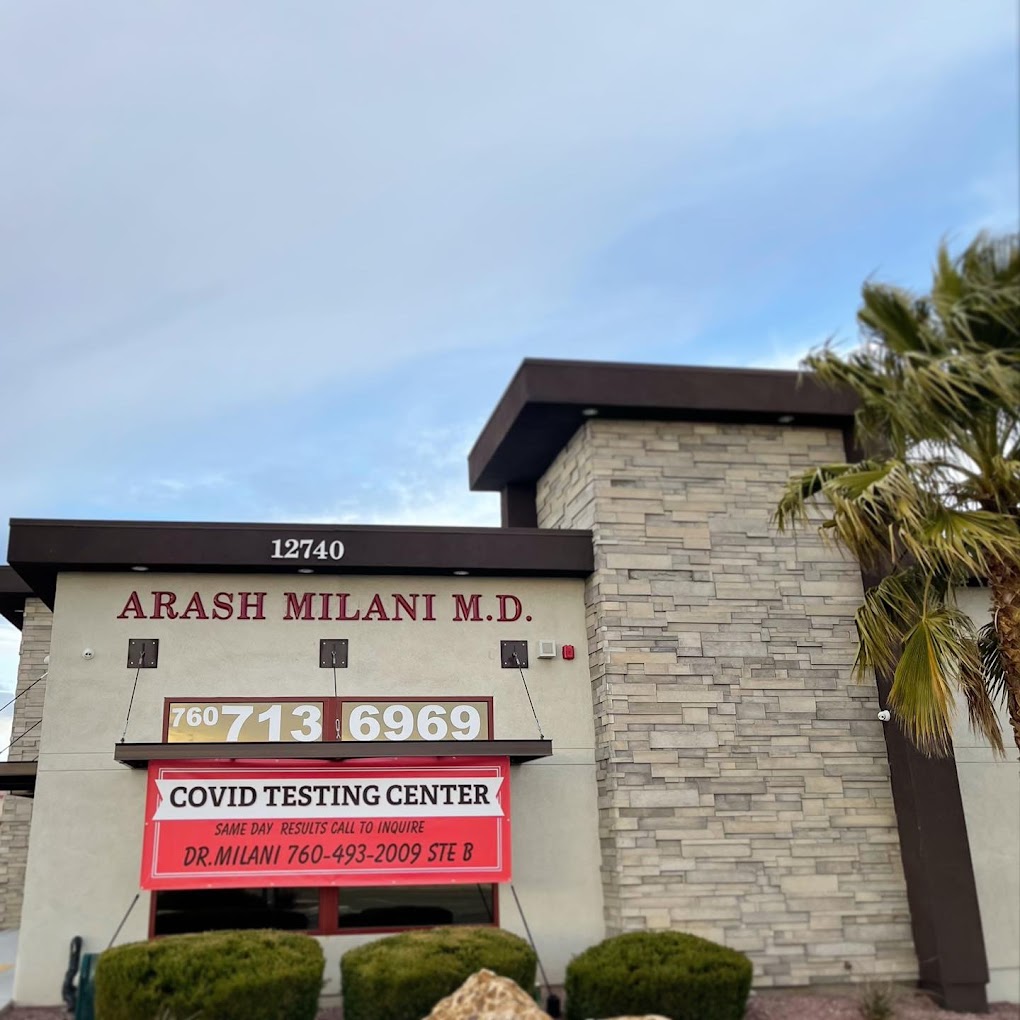 12740
ARASH MILANI M.D.
760 713 6969
COVID TESTING CENTER
SAME DAY RESULTS CALL TO INQUIRE
DR.MILANI 760-493-2009 STE B